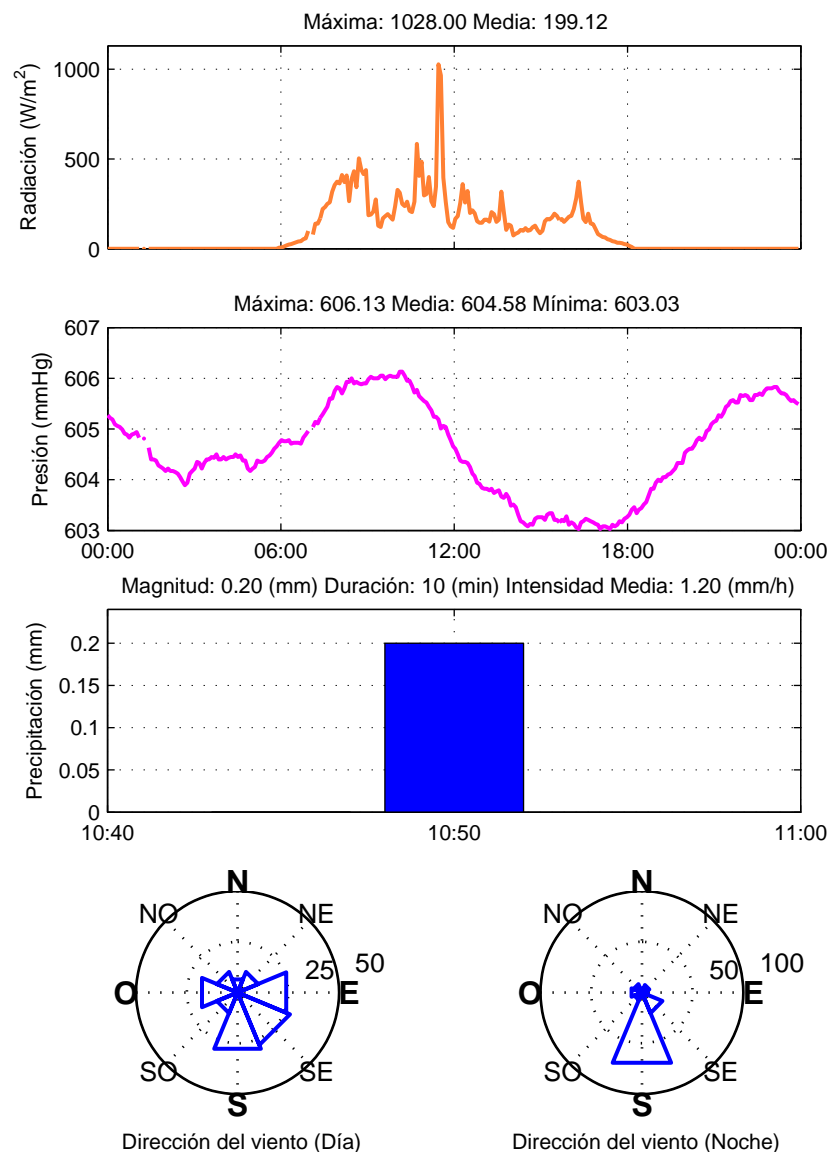 Máxima: 1028.00 Media: 199.12
1000
500
0
Radiación (W/m²)
Máxima: 606.13 Media: 604.58 Mínima: 603.03
607
606
605
604
603
Presión (mmHg)
00:00 06:00 12:00 18:00 00:00
Magnitud: 0.20 (mm) Duración: 10 (min) Intensidad Media: 1.20 (mm/h)
0.2
0.15
0.1
0.05
0
Precipitación (mm)
10:40 10:50 11:00
N
NO NE
25 50
O E
SO SE
S
Dirección del viento (Día)
N
NO NE
50 100
O E
SO SE
S
Dirección del viento (Noche)